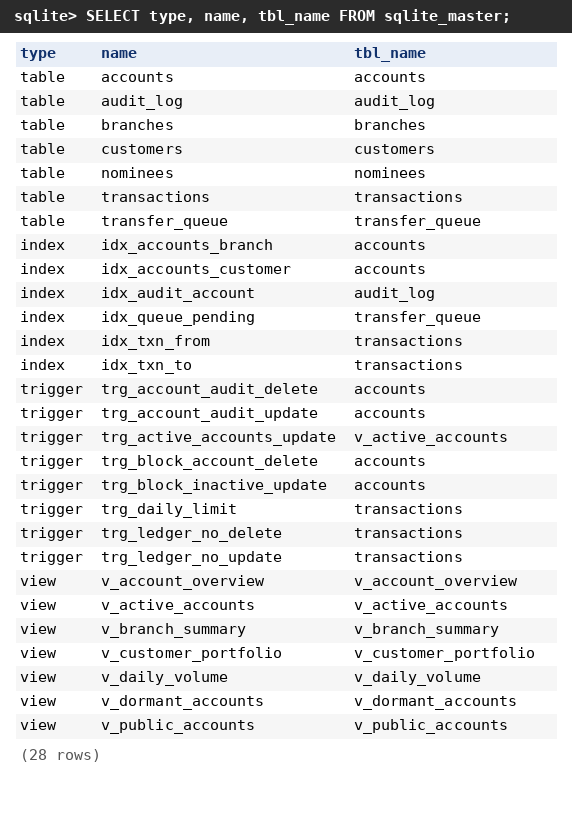 sqlite> SELECT type, name, tbl_name FROM sqlite_master;
type name tbl_name
table accounts accounts
table audit_log audit_log
table branches branches
table customers customers
table nominees nominees
table transactions transactions
table transfer_queue transfer_queue
index idx_accounts_branch accounts
index idx_accounts_customer accounts
index idx_audit_account audit_log
index idx_queue_pending transfer_queue
index idx_txn_from transactions
index idx_txn_to transactions
trigger trg_account_audit_delete accounts
trigger trg_account_audit_update accounts
trigger trg_active_accounts_update v_active_accounts
trigger trg_block_account_delete accounts
trigger trg_block_inactive_update accounts
trigger trg_daily_limit transactions
trigger trg_ledger_no_delete transactions
trigger trg_ledger_no_update transactions
view v_account_overview v_account_overview
view v_active_accounts v_active_accounts
view v_branch_summary v_branch_summary
view v_customer_portfolio v_customer_portfolio
view v_daily_volume v_daily_volume
view v_dormant_accounts v_dormant_accounts
view v_public_accounts v_public_accounts
(28 rows)